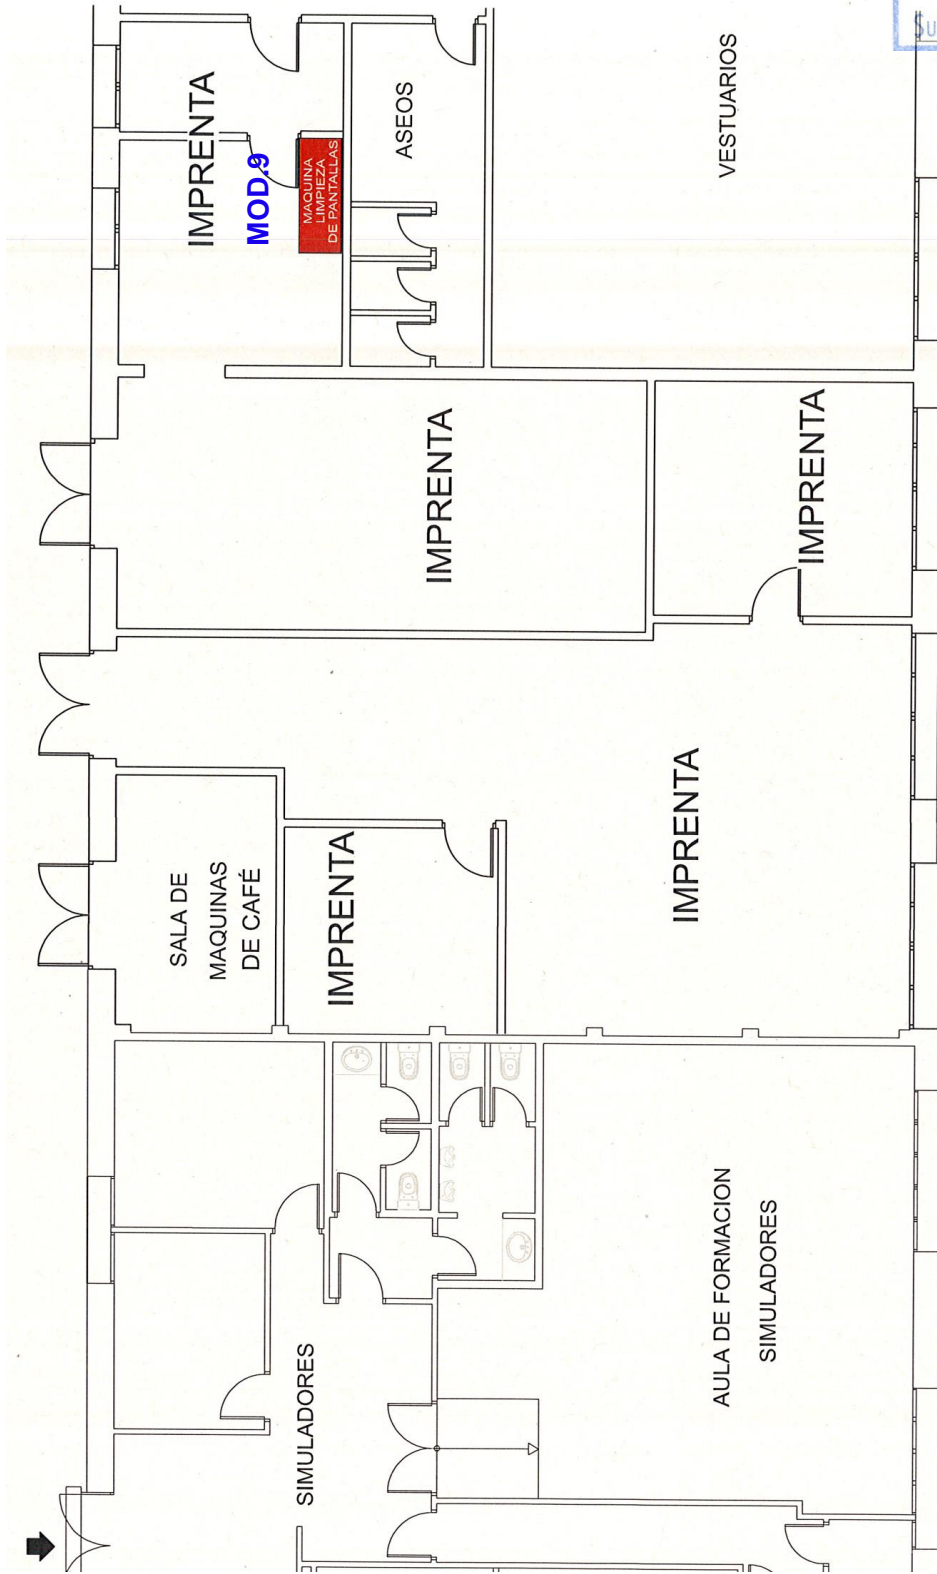 IMPRENTA
MOD.9
MAQUINA
LIMPIEZA
DE PANTALLAS
ASEOS
VESTUARIOS
IMPRENTA
IMPRENTA
SALA DE
MAQUINAS
DE CAFÉ
IMPRENTA
IMPRENTA
SIMULADORES
AULA DE FORMACION
SIMULADORES